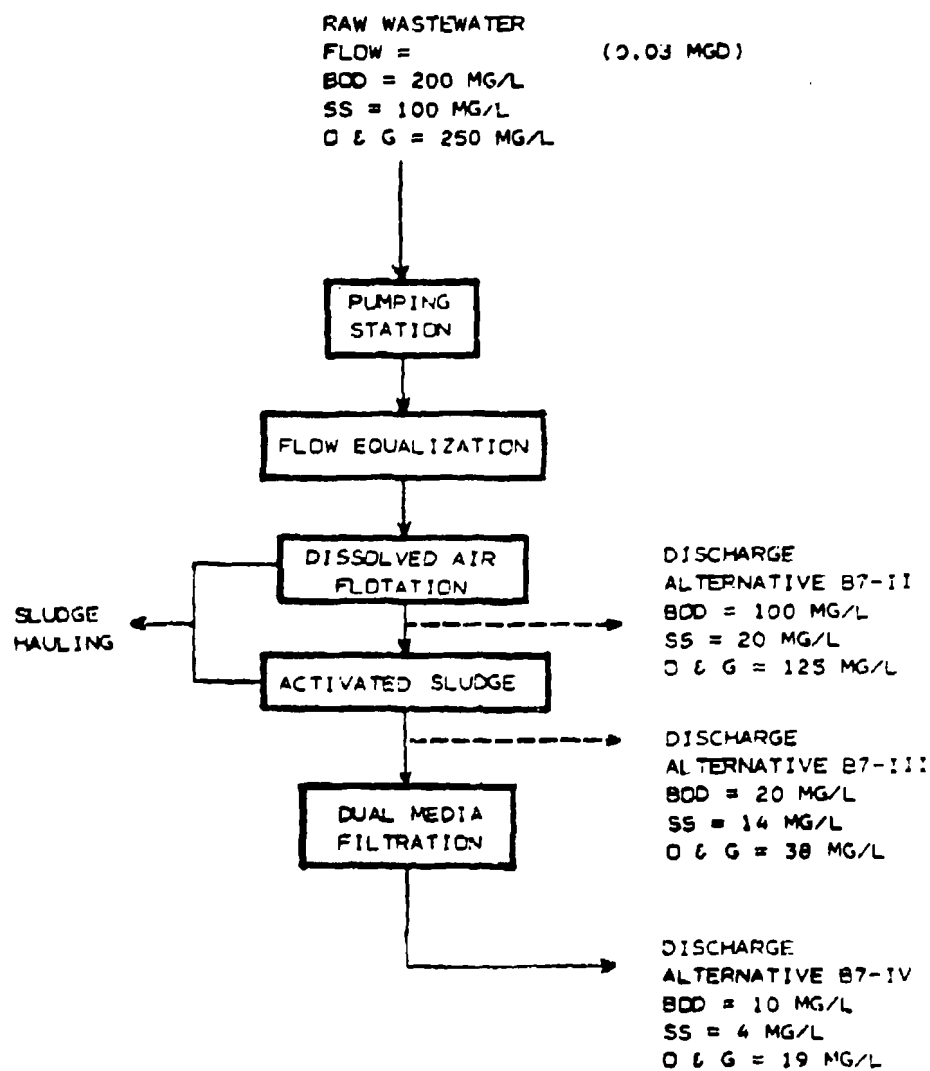 RAW WASTEWATER
FLOW = (0.03 MGD)
BOD = 200 MG/L
SS = 100 MG/L
O & G = 250 MG/L
PUMPING
STATION
FLOW EQUALIZATION
DISSOLVED AIR
FLOTATION
DISCHARGE
ALTERNATIVE B7-II
BOD = 100 MG/L
SS = 20 MG/L
O & G = 125 MG/L
SLUDGE
HAULING
ACTIVATED SLUDGE
DISCHARGE
ALTERNATIVE B7-III
BOD = 20 MG/L
SS = 14 MG/L
O & G = 38 MG/L
DUAL MEDIA
FILTRATION
DISCHARGE
ALTERNATIVE B7-IV
BOD = 10 MG/L
SS = 4 MG/L
O & G = 19 MG/L